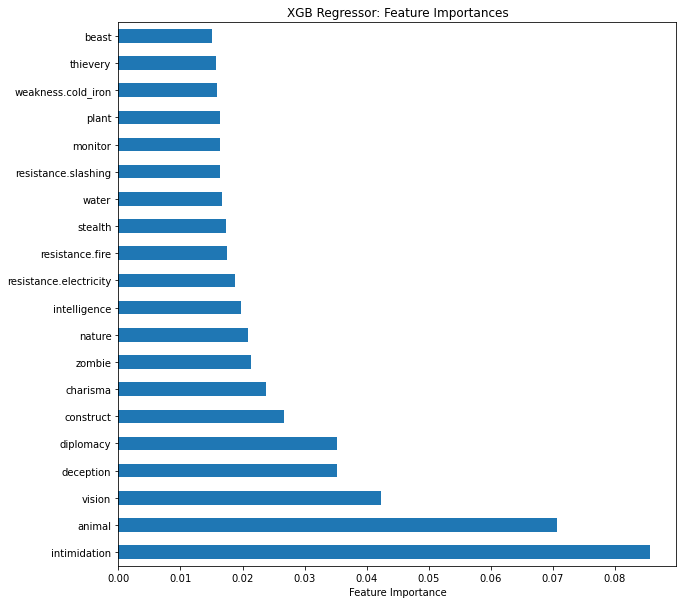 XGB Regressor: Feature Importances
beast
thievery
weakness.cold_iron
plant
monitor
resistance.slashing
water
stealth
resistance.fire
resistance.electricity
intelligence
nature
zombie
charisma
construct
diplomacy
deception
vision
animal
intimidation
0.00 0.01 0.02 0.03 0.04 0.05 0.06 0.07 0.08
Feature Importance